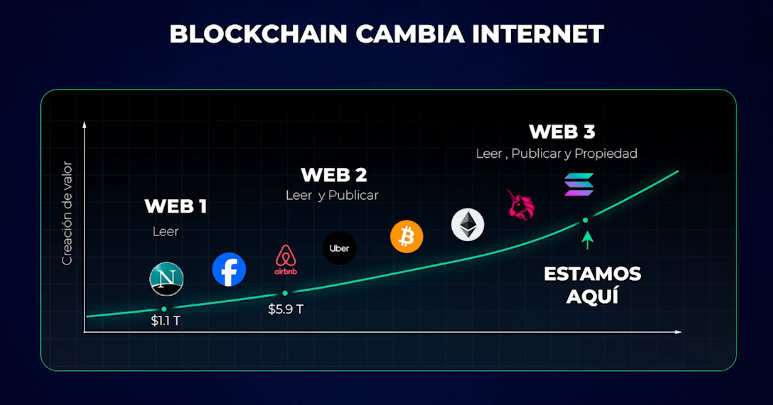 BLOCKCHAIN CAMBIA INTERNET
Creación de valor
WEB 1
Leer
WEB 2
Leer y Publicar
WEB 3
Leer , Publicar y Propiedad
N
f
airbnb
Uber
$1.1 T
$5.9 T
ESTAMOS
AQUÍ